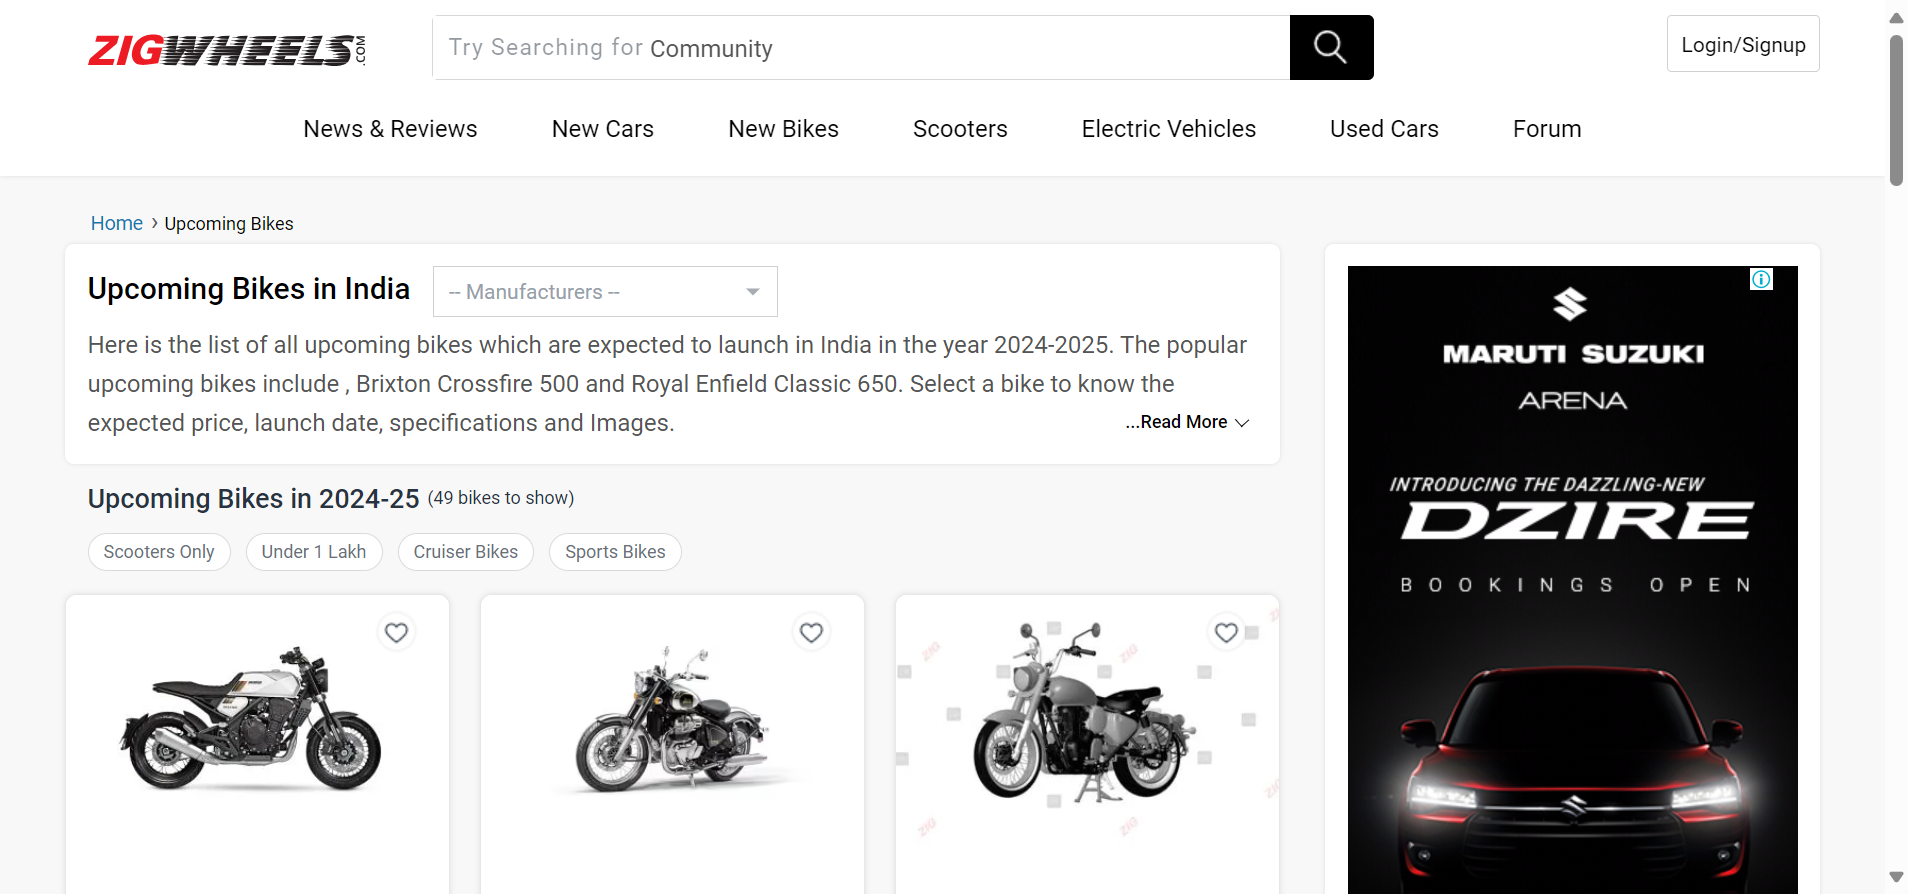 ZIGWHEELS.COM
Try Searching for Community
Login/Signup
News & Reviews
New Cars
New Bikes
Scooters
Electric Vehicles
Used Cars
Forum
Home › Upcoming Bikes
Upcoming Bikes in India
-- Manufacturers --
Here is the list of all upcoming bikes which are expected to launch in India in the year 2024-2025. The popular
upcoming bikes include , Brixton Crossfire 500 and Royal Enfield Classic 650. Select a bike to know the
expected price, launch date, specifications and Images.
...Read More
Upcoming Bikes in 2024-25 (49 bikes to show)
Scooters Only
Under 1 Lakh
Cruiser Bikes
Sports Bikes
ZIG
ZIG
ZIG
ZIG
MARUTI SUZUKI
ARENA
INTRODUCING THE DAZZLING-NEW
DZIRE
BOOKINGS OPEN